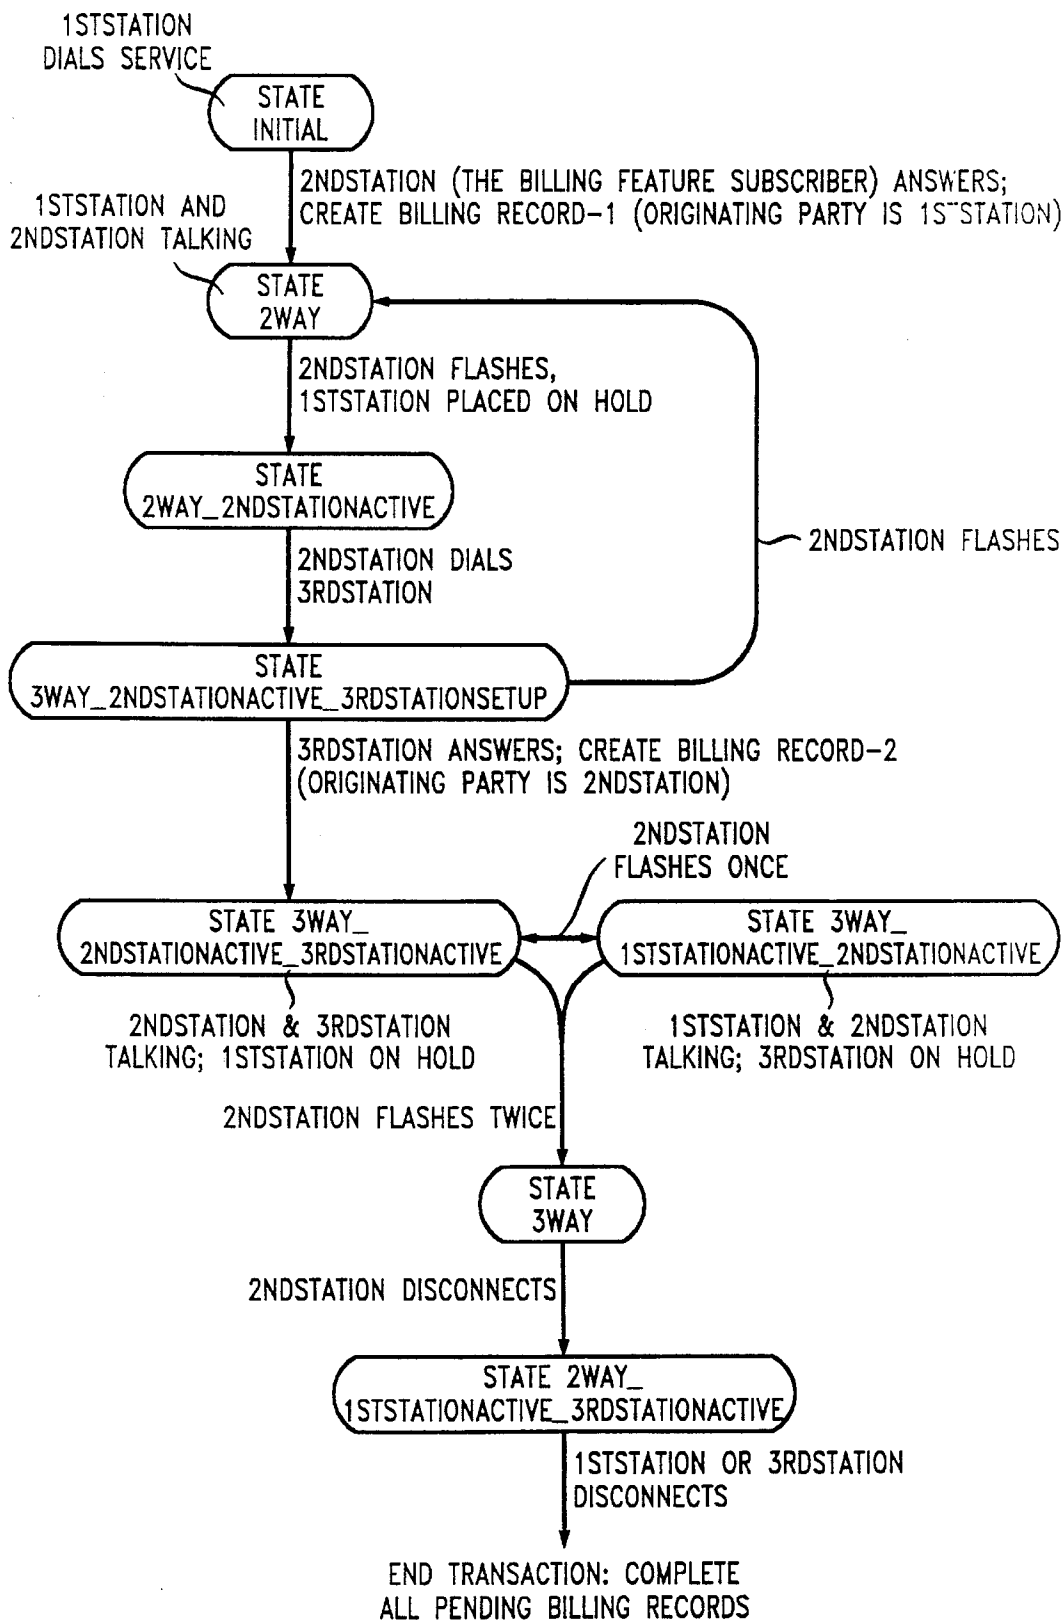 1STSTATION
DIALS SERVICE
STATE
INITIAL
2NDSTATION (THE BILLING FEATURE SUBSCRIBER) ANSWERS;
CREATE BILLING RECORD-1 (ORIGINATING PARTY IS 1STSTATION)
1STSTATION AND
2NDSTATION TALKING
STATE
2WAY
2NDSTATION FLASHES,
1STSTATION PLACED ON HOLD
STATE
2WAY_2NDSTATIONACTIVE
2NDSTATION FLASHES
2NDSTATION DIALS
3RDSTATION
STATE
3WAY_2NDSTATIONACTIVE_3RDSTATIONSETUP
3RDSTATION ANSWERS; CREATE BILLING RECORD-2
(ORIGINATING PARTY IS 2NDSTATION)
2NDSTATION
FLASHES ONCE
STATE 3WAY_
2NDSTATIONACTIVE_3RDSTATIONACTIVE
STATE 3WAY_
1STSTATIONACTIVE_2NDSTATIONACTIVE
2NDSTATION & 3RDSTATION
TALKING; 1STSTATION ON HOLD
1STSTATION & 2NDSTATION
TALKING; 3RDSTATION ON HOLD
2NDSTATION FLASHES TWICE
STATE
3WAY
2NDSTATION DISCONNECTS
STATE 2WAY_
1STSTATIONACTIVE_3RDSTATIONACTIVE
1STSTATION OR 3RDSTATION
DISCONNECTS
END TRANSACTION: COMPLETE
ALL PENDING BILLING RECORDS